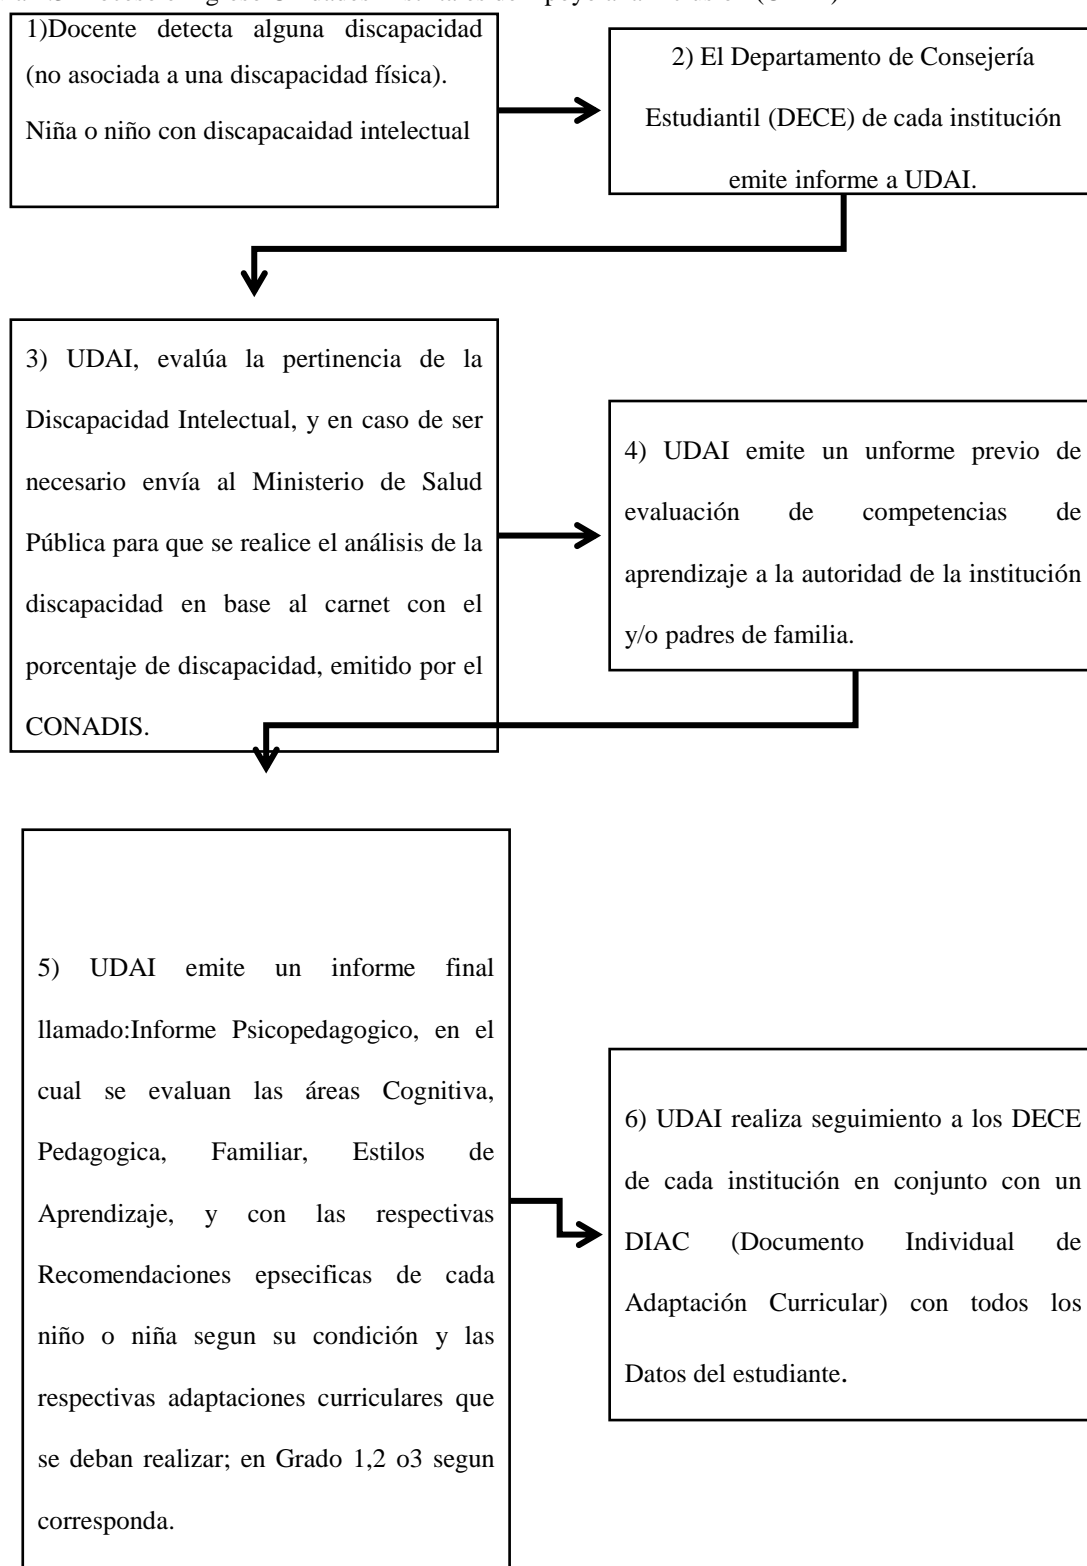 1)Docente detecta alguna discapacidad
(no asociada a una discapacidad física).
Niña o niño con discapacaidad intelectual
2) El Departamento de Consejería
Estudiantil (DECE) de cada institución
emite informe a UDAI.
3) UDAI, evalúa la pertinencia de la
Discapacidad Intelectual, y en caso de ser
necesario envía al Ministerio de Salud
Pública para que se realice el análisis de la
discapacidad en base al carnet con el
porcentaje de discapacidad, emitido por el
CONADIS.
4) UDAI emite un unforme previo de
evaluación de competencias de
aprendizaje a la autoridad de la institución
y/o padres de familia.
5) UDAI emite un informe final
llamado:Informe Psicopedagogico, en el
cual se evaluan las áreas Cognitiva,
Pedagogica, Familiar, Estilos de
Aprendizaje, y con las respectivas
Recomendaciones epsecificas de cada
niño o niña segun su condición y las
respectivas adaptaciones curriculares que
se deban realizar; en Grado 1,2 o3 segun
corresponda.
6) UDAI realiza seguimiento a los DECE
de cada institución en conjunto con un
DIAC (Documento Individual de
Adaptación Curricular) con todos los
Datos del estudiante.